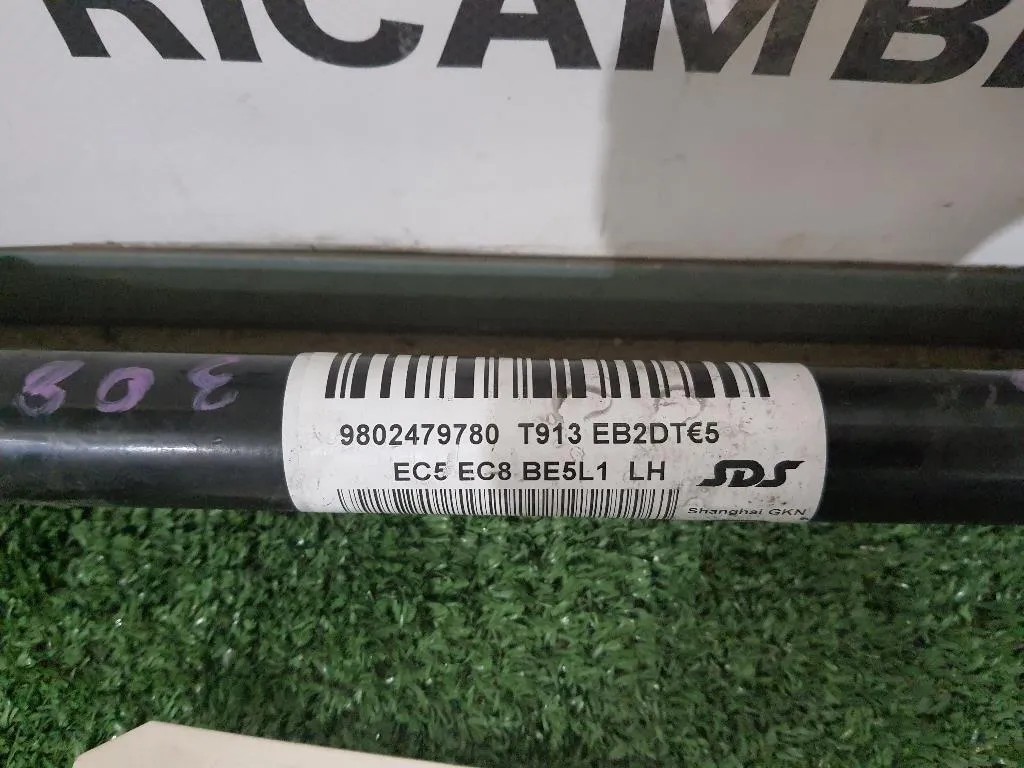 RICAMB
308
9802479780 T913 EB2DT€5
EC5 EC8 BE5L1 LH SDS
Shanghai GKN